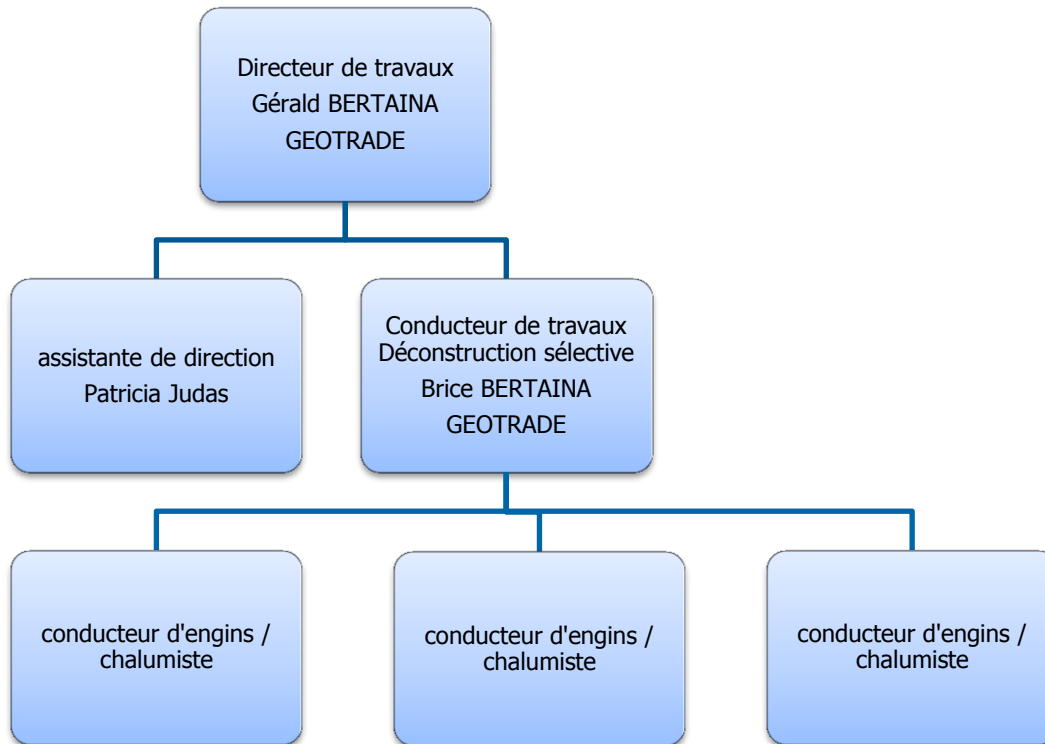 Directeur de travaux
Gérald BERTAINA
GEOTRADE
assistante de direction
Patricia Judas
Conducteur de travaux
Déconstruction sélective
Brice BERTAINA
GEOTRADE
conducteur d'engins /
chalumiste
conducteur d'engins /
chalumiste
conducteur d'engins /
chalumiste